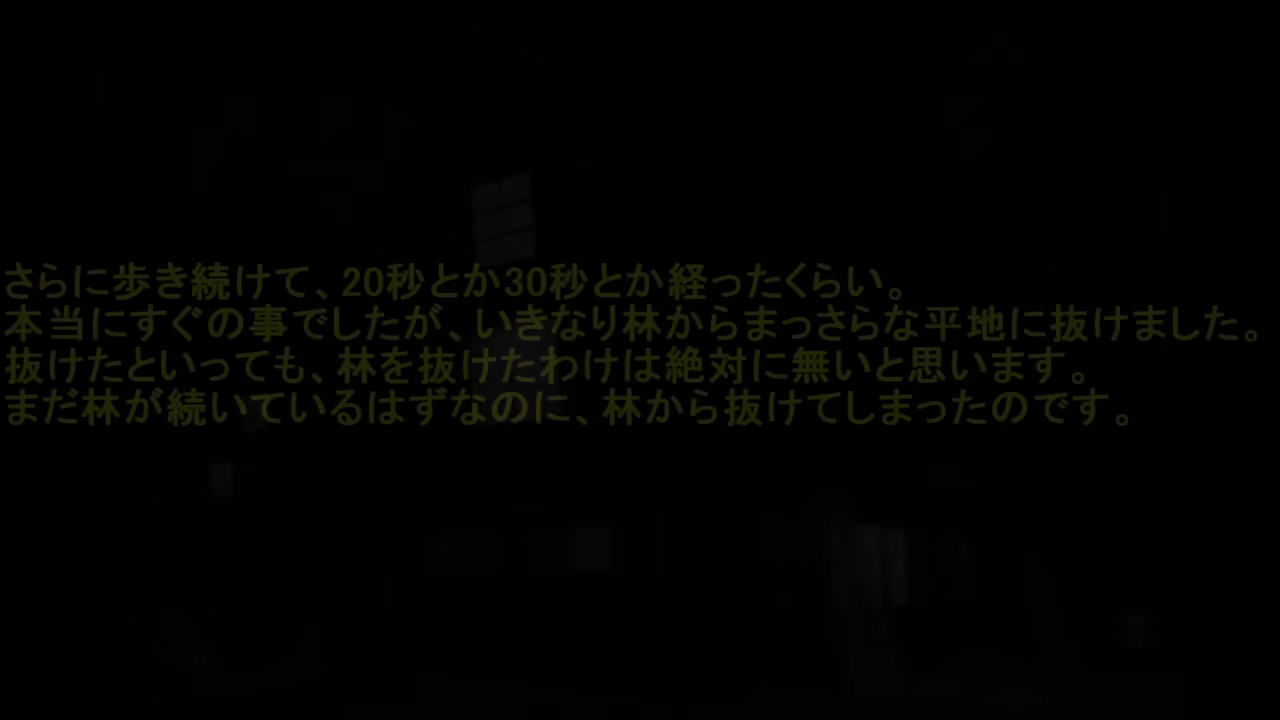 さらに歩き続けて、20秒とか30秒とか経ったくらい。
本当にすぐの事でしたが、いきなり林からまっさらな平地に抜けました。
抜けたといっても、林を抜けたわけは絶対に無いと思います。
まだ林が続いているはずなのに、林から抜けてしまったのです。